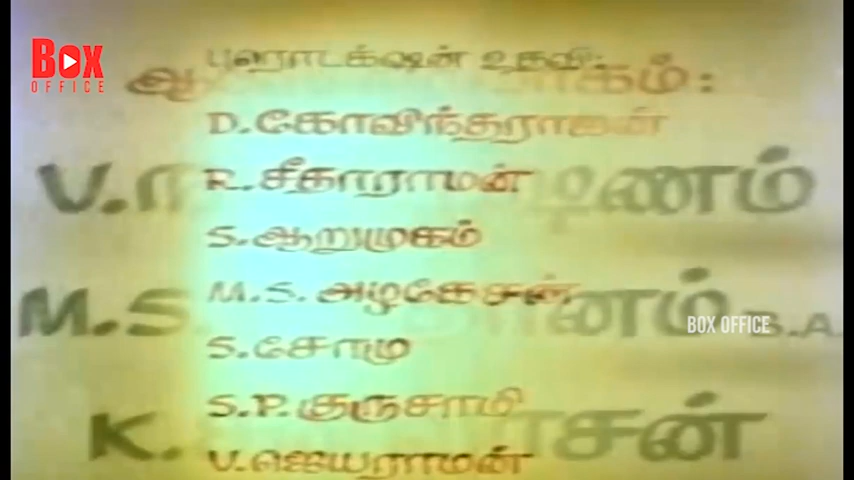 BOX
OFFICE
புரொடக்ஷன் உதவி:
D.கோவிந்தராஜன்
R.சீதாராமன்
S.ஆறுமுகம்
M.S.அழகேசன்
S.சோமு
S.P.குருசாமி
V.ஜெயராமன்
V.
M.S. B.A.
K.
BOX OFFICE